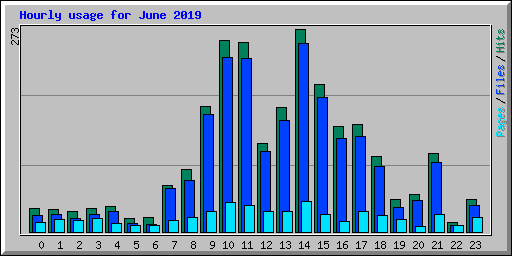 Hourly usage for June 2019
273
Pages/Files/Hits
0 1 2 3 4 5 6 7 8 9 10 11 12 13 14 15 16 17 18 19 20 21 22 23